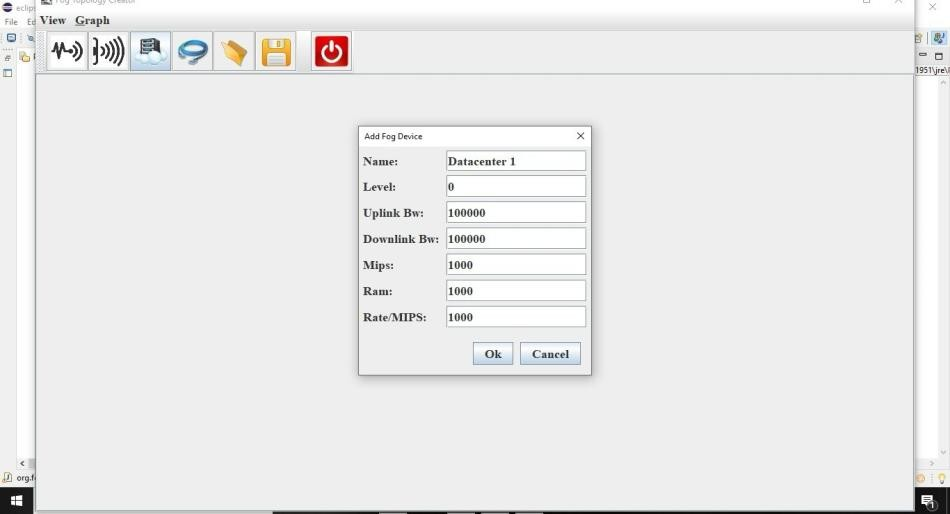 eclips
Fog Topology Creator
File Ed
View Graph
1951\jre\
Add Fog Device
Name: Datacenter 1
Level: 0
Uplink Bw: 100000
Downlink Bw: 100000
Mips: 1000
Ram: 1000
Rate/MIPS: 1000
Ok Cancel
org.f
1